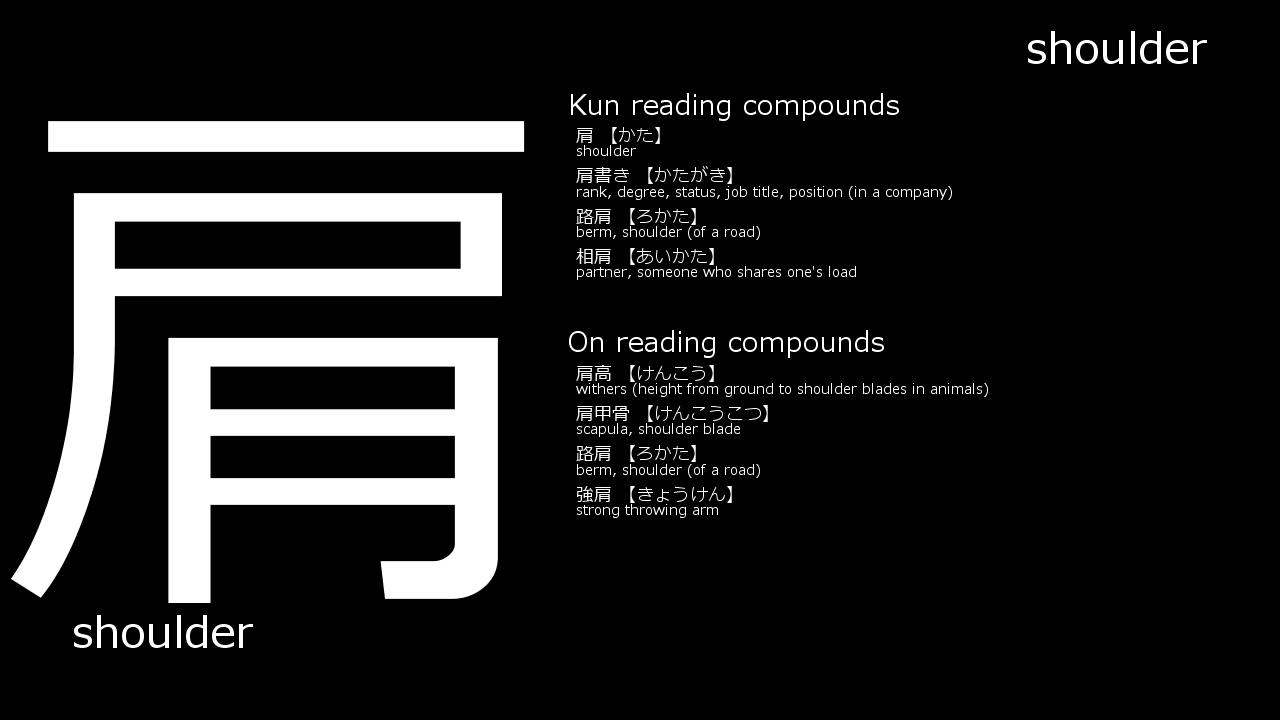 shoulder
肩
shoulder
Kun reading compounds
肩 【かた】
shoulder
肩書き 【かたがき】
rank, degree, status, job title, position (in a company)
路肩 【ろかた】
berm, shoulder (of a road)
相肩 【あいかた】
partner, someone who shares one's load
On reading compounds
肩高 【けんこう】
withers (height from ground to shoulder blades in animals)
肩甲骨 【けんこうこつ】
scapula, shoulder blade
路肩 【ろかた】
berm, shoulder (of a road)
強肩 【きょうけん】
strong throwing arm